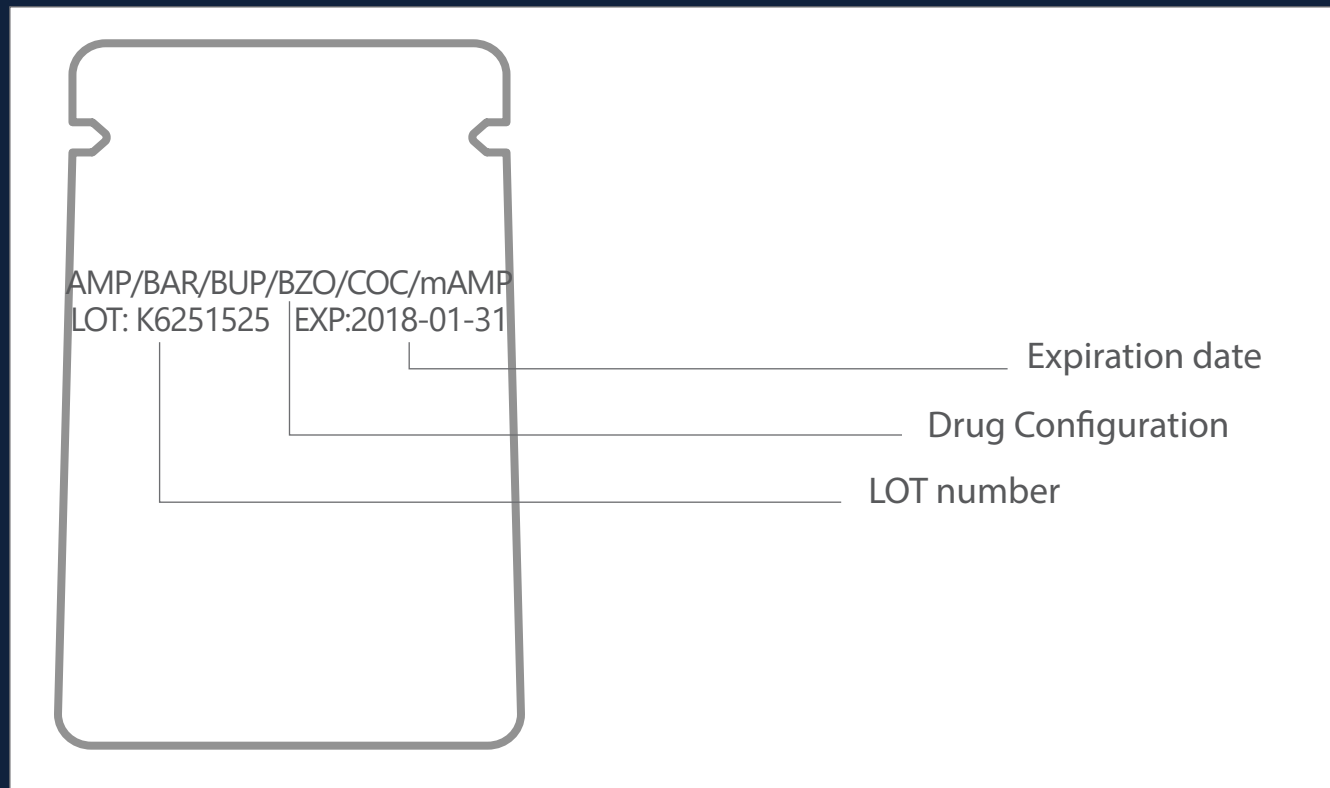 AMP/BAR/BUP/BZO/COC/mAMP
LOT: K6251525 EXP:2018-01-31
Expiration date
Drug Configuration
LOT number